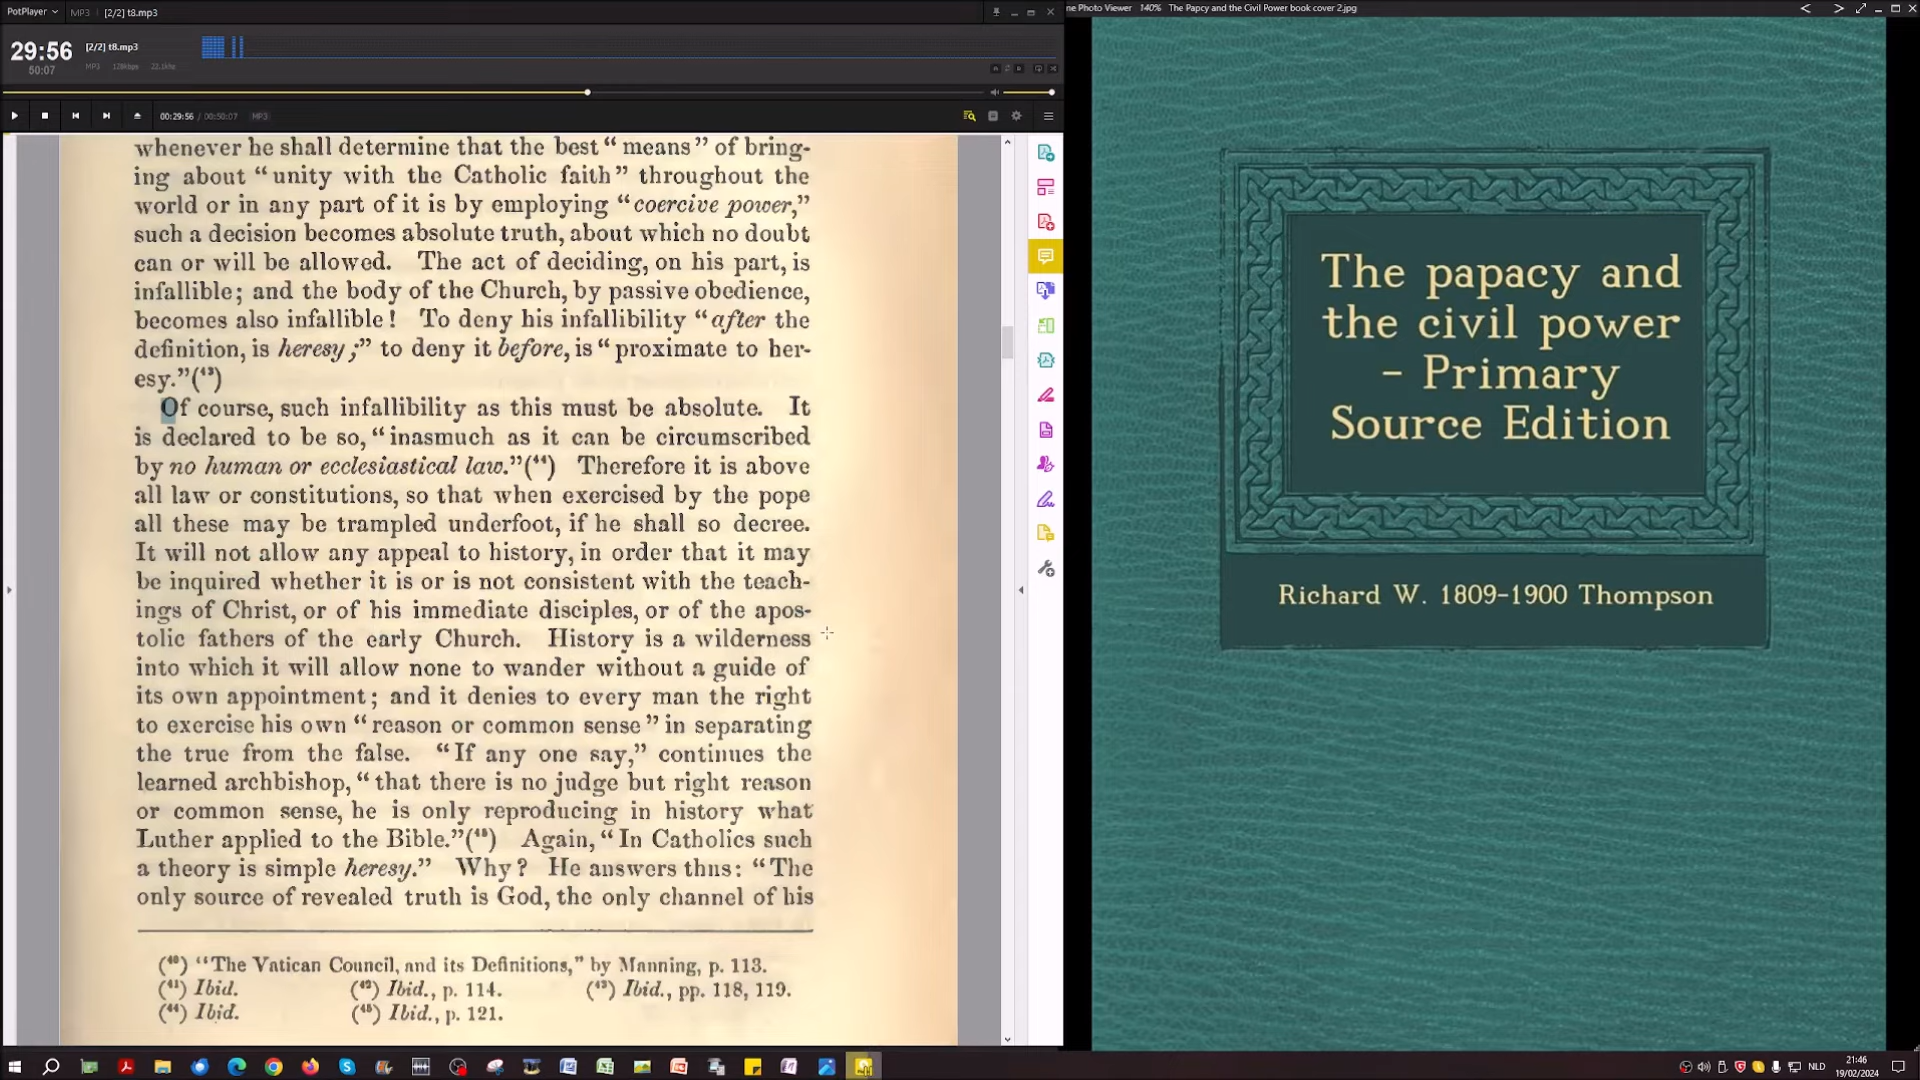 PotPlayer
MP3 | [2/2] t8.mp3
29:56
50:07
[2/2] t8.mp3
MP3 128kbps 22.1khz
00:29:56 / 00:50:07 MP3
whenever he shall determine that the best “means” of bring-
ing about “unity with the Catholic faith” throughout the
world or in any part of it is by employing “coercive power,”
such a decision becomes absolute truth, about which no doubt
can or will be allowed. The act of deciding, on his part, is
infallible; and the body of the Church, by passive obedience,
becomes also infallible! To deny his infallibility “after the
definition, is heresy;” to deny it before, is “proximate to her-
esy.”(⁴³)
Of course, such infallibility as this must be absolute. It
is declared to be so, “inasmuch as it can be circumscribed
by no human or ecclesiastical law.”(⁴⁴) Therefore it is above
all law or constitutions, so that when exercised by the pope
all these may be trampled underfoot, if he shall so decree.
It will not allow any appeal to history, in order that it may
be inquired whether it is or is not consistent with the teach-
ings of Christ, or of his immediate disciples, or of the apos-
tolic fathers of the early Church. History is a wilderness
into which it will allow none to wander without a guide of
its own appointment; and it denies to every man the right
to exercise his own “reason or common sense” in separating
the true from the false. “If any one say,” continues the
learned archbishop, “that there is no judge but right reason
or common sense, he is only reproducing in history what
Luther applied to the Bible.”(⁴⁵) Again, “In Catholics such
a theory is simple heresy.” Why? He answers thus: “The
only source of revealed truth is God, the only channel of his
(⁴⁰) “The Vatican Council, and its Definitions,” by Manning, p. 113.
(⁴¹) Ibid. (⁴²) Ibid., p. 114. (⁴³) Ibid., pp. 118, 119.
(⁴⁴) Ibid. (⁴⁵) Ibid., p. 121.
ne Photo Viewer 140% The Papcy and the Civil Power book cover 2.jpg
The papacy and
the civil power
- Primary
Source Edition
Richard W. 1809-1900 Thompson
NLD
21:46
19/02/2024